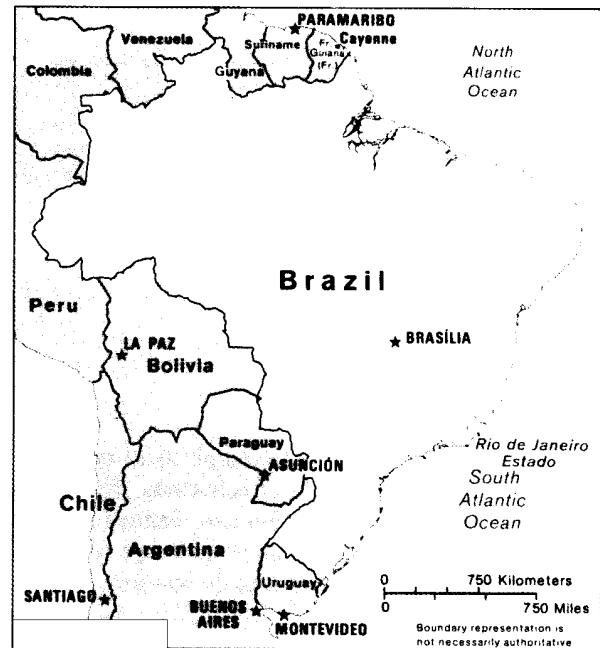 PARAMARIBO
Venezuela
Suriname
Cayenne
Fr.
Guiana
(Fr.)
Colombia
Guyana
North
Atlantic
Ocean
Brazil
Peru
BRASÍLIA
LA PAZ
Bolivia
Paraguay
Rio de Janeiro
Estado
ASUNCIÓN
South
Atlantic
Ocean
Chile
Argentina
Uruguay
0 750 Kilometers
SANTIAGO
BUENOS
AIRES
0 750 Miles
MONTEVIDEO
Boundary representation is
not necessarily authoritative